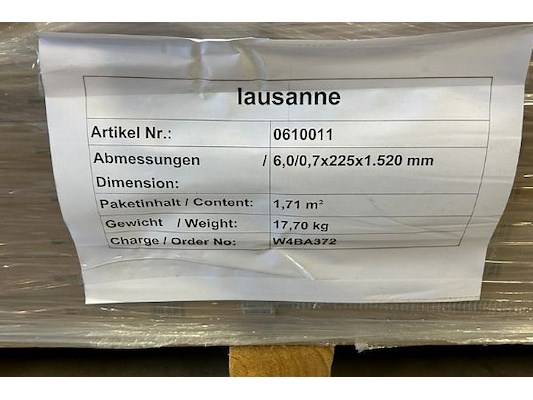 lausanne
Artikel Nr.: 0610011
Abmessungen / 6,0/0,7x225x1.520 mm
Dimension:
Paketinhalt / Content: 1,71 m²
Gewicht / Weight: 17,70 kg
Charge / Order No: W4BA372